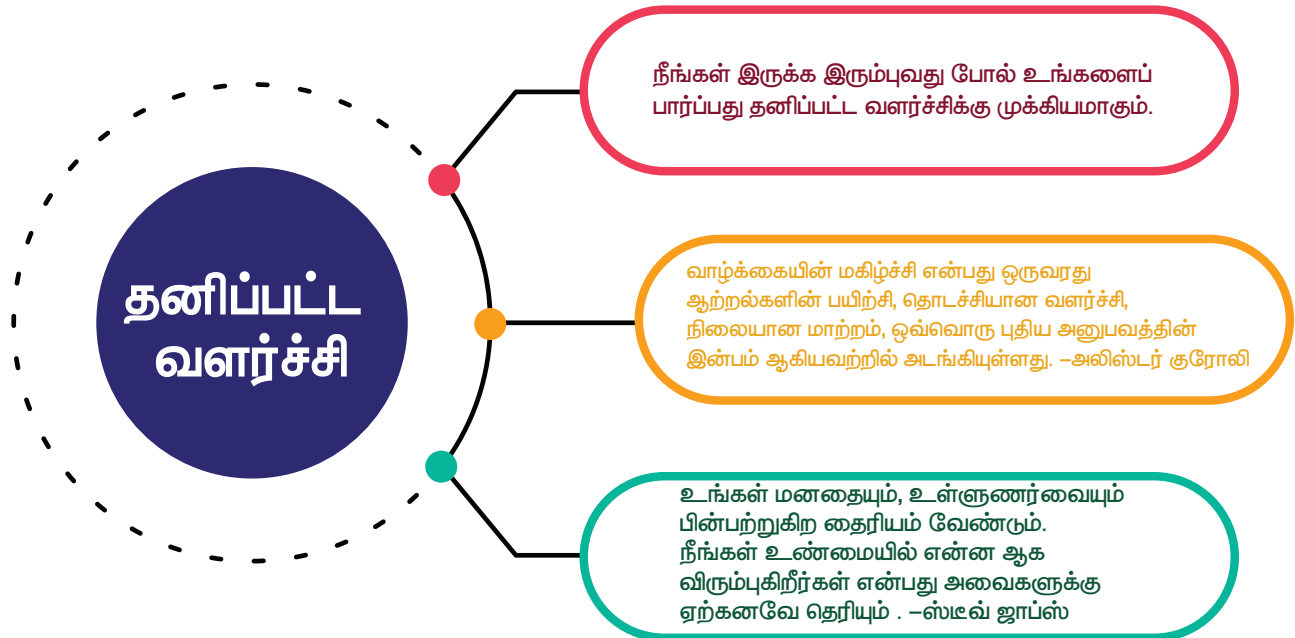 தனிப்பட்ட
வளர்ச்சி
நீங்கள் இருக்க இரும்புவது போல் உங்களைப்
பார்ப்பது தனிப்பட்ட வளர்ச்சிக்கு முக்கியமாகும்.
வாழ்க்கையின் மகிழ்ச்சி என்பது ஒருவரது
ஆற்றல்களின் பயிற்சி, தொடச்சியான வளர்ச்சி,
நிலையான மாற்றம், ஒவ்வொரு புதிய அனுபவத்தின்
இன்பம் ஆகியவற்றில் அடங்கியுள்ளது. –அலிஸ்டர் குரோலி
உங்கள் மனதையும், உள்ளுணர்வையும்
பின்பற்றுகிற தைரியம் வேண்டும்.
நீங்கள் உண்மையில் என்ன ஆக
விரும்புகிறீர்கள் என்பது அவைகளுக்கு
ஏற்கனவே தெரியும் . –ஸ்டீவ் ஜாப்ஸ்